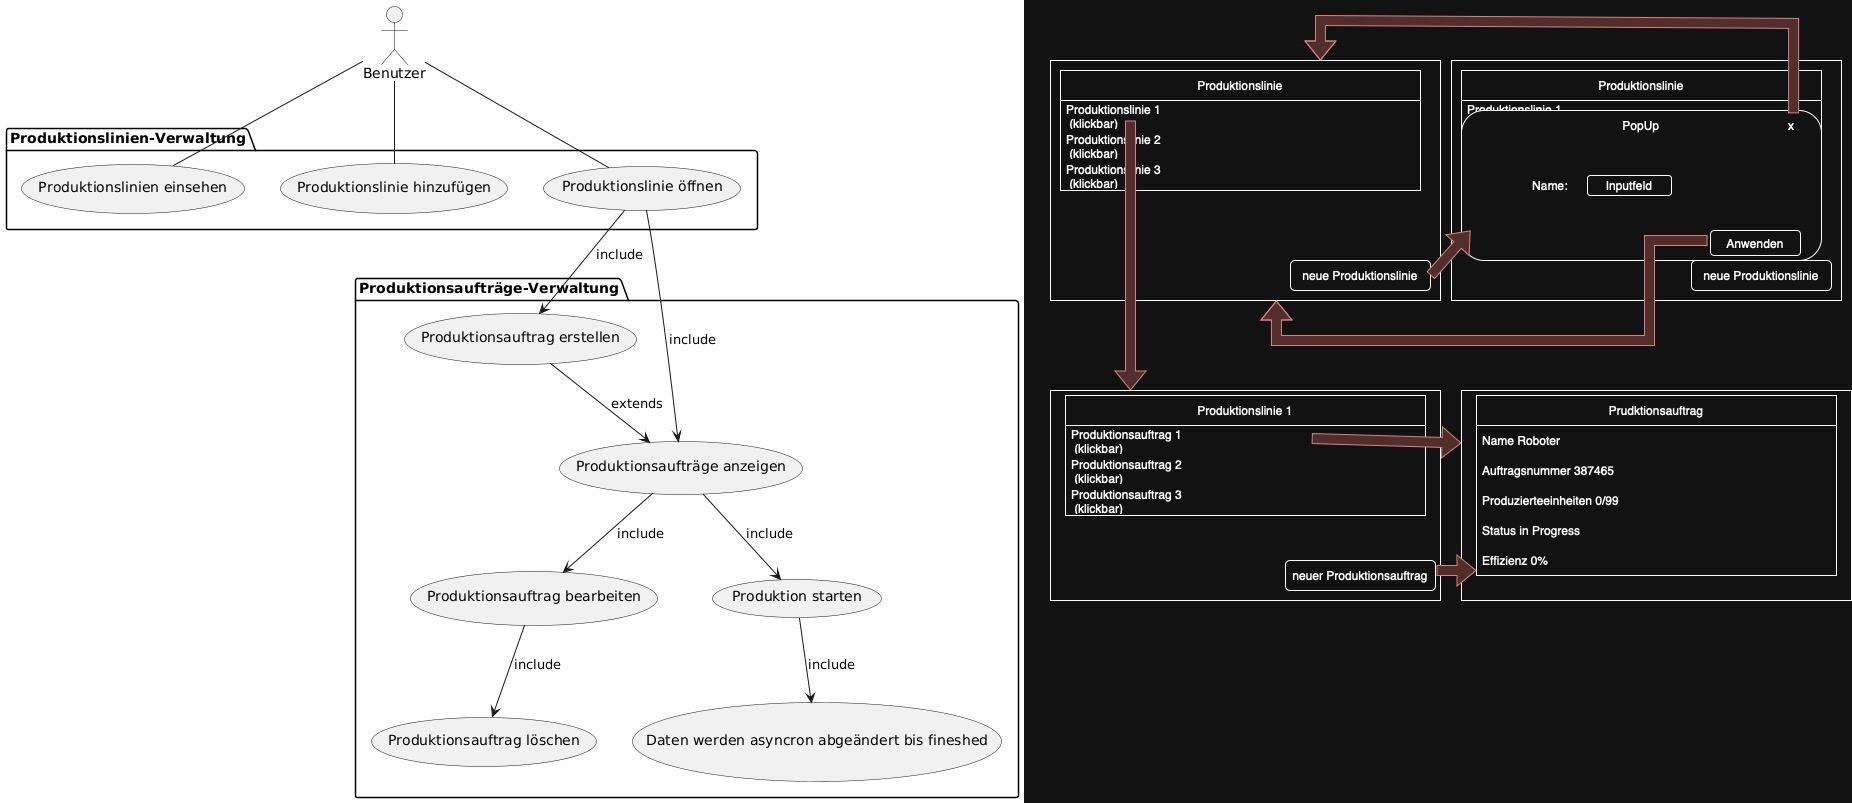 Benutzer
Produktionslinien-Verwaltung
Produktionslinien einsehen
Produktionslinie hinzufügen
Produktionslinie öffnen
include
include
Produktionsaufträge-Verwaltung
Produktionsauftrag erstellen
extends
Produktionsaufträge anzeigen
include
include
Produktionsauftrag bearbeiten
Produktion starten
include
include
Produktionsauftrag löschen
Daten werden asyncron abgeändert bis fineshed
Produktionslinie
Produktionslinie 1
(klickbar)
Produktionslinie 2
(klickbar)
Produktionslinie 3
(klickbar)
neue Produktionslinie
Produktionslinie
Produktionslinie 1
PopUp
x
Name:
Inputfeld
Anwenden
neue Produktionslinie
Produktionslinie 1
Produktionsauftrag 1
(klickbar)
Produktionsauftrag 2
(klickbar)
Produktionsauftrag 3
(klickbar)
neuer Produktionsauftrag
Prudktionsauftrag
Name Roboter
Auftragsnummer 387465
Produzierteeinheiten 0/99
Status in Progress
Effizienz 0%